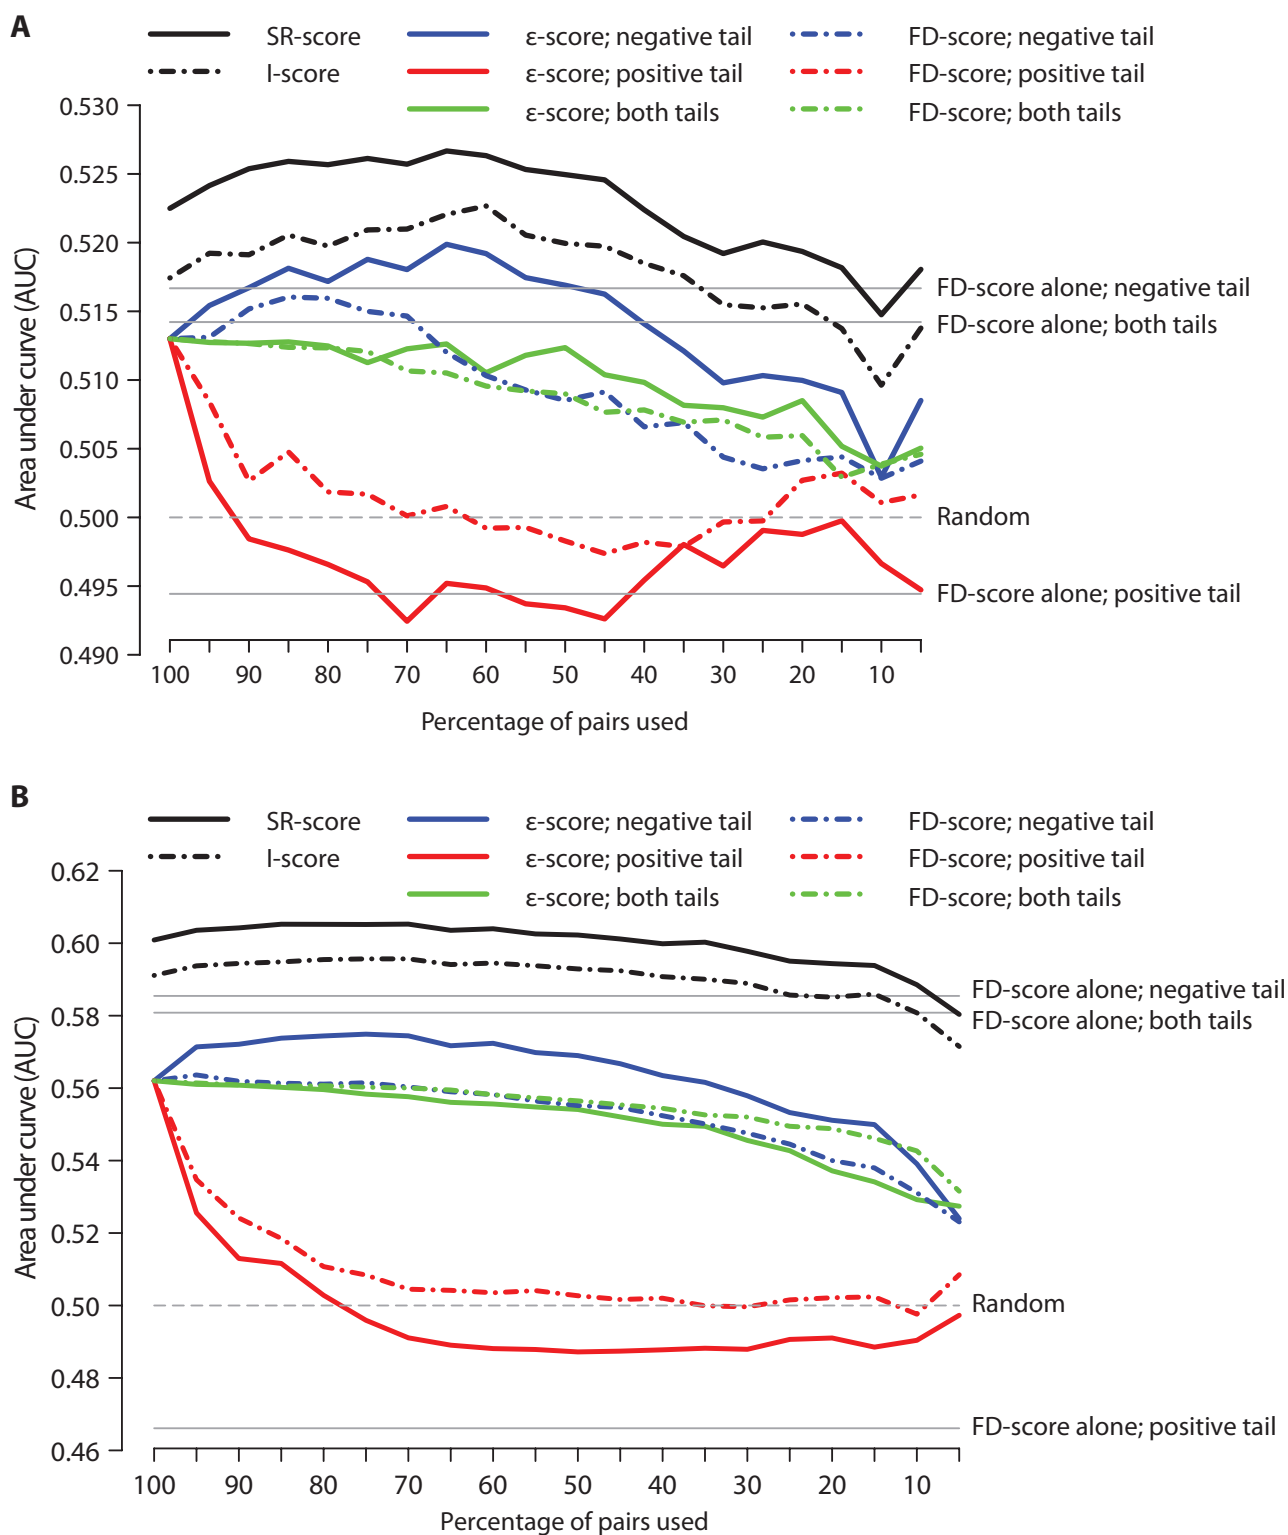 A
SR-score ε-score; negative tail FD-score; negative tail
I-score ε-score; positive tail FD-score; positive tail
ε-score; both tails FD-score; both tails
0.530
0.525
0.520
0.515
0.510
0.505
0.500
0.495
0.490
Area under curve (AUC)
FD-score alone; negative tail
FD-score alone; both tails
Random
FD-score alone; positive tail
100 90 80 70 60 50 40 30 20 10
Percentage of pairs used
B
SR-score ε-score; negative tail FD-score; negative tail
I-score ε-score; positive tail FD-score; positive tail
ε-score; both tails FD-score; both tails
0.62
0.60
0.58
0.56
0.54
0.52
0.50
0.48
0.46
Area under curve (AUC)
FD-score alone; negative tail
FD-score alone; both tails
Random
FD-score alone; positive tail
100 90 80 70 60 50 40 30 20 10
Percentage of pairs used